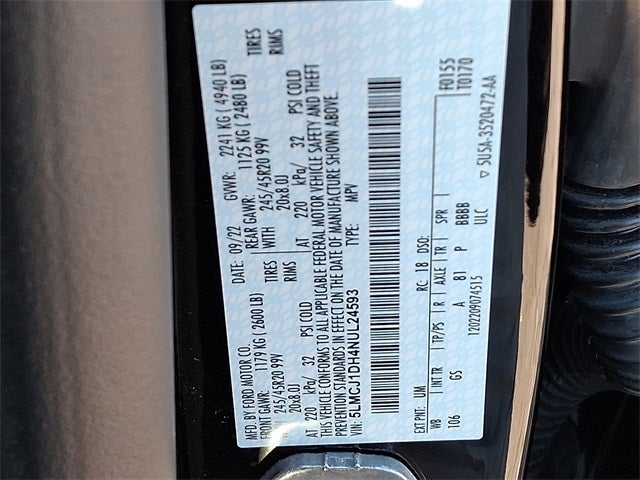 MFD. BY FORD MOTOR CO.
DATE: 09/22 GVWR: 2241 KG ( 4940 LB)
FRONT GAWR: 1179 KG ( 2600 LB) REAR GAWR: 1125 KG ( 2480 LB)
245/45R20 99V TIRES WITH 245/45R20 99V TIRES
20x8.0J RIMS 20x8.0J RIMS
AT 220 kPa/ 32 PSI COLD AT 220 kPa/ 32 PSI COLD
THIS VEHICLE CONFORMS TO ALL APPLICABLE FEDERAL MOTOR VEHICLE SAFETY AND THEFT
PREVENTION STANDARDS IN EFFECT ON THE DATE OF MANUFACTURE SHOWN ABOVE.
VIN: 5LMCJ1DH4NUL24593 TYPE: MPV
EXT PNT: UM RC: 18 DSO: F0155
WB INTTR TP/PS R AXLE TR SPR T0170
106 GS A 81 P BBBB
ULC
1202209074515 ▽ 5U5A-3520472-AA